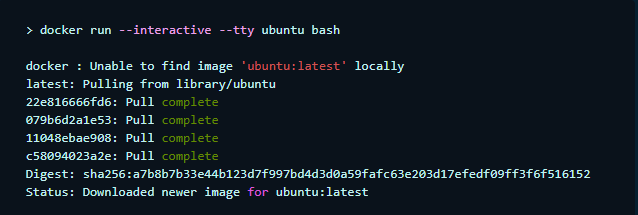 > docker run --interactive --tty ubuntu bash
docker : Unable to find image 'ubuntu:latest' locally
latest: Pulling from library/ubuntu
22e816666fd6: Pull complete
079b6d2a1e53: Pull complete
11048ebae908: Pull complete
c58094023a2e: Pull complete
Digest: sha256:a7b8b7b33e44b123d7f997bd4d3d0a59fafc63e203d17efedf09ff3f6f516152
Status: Downloaded newer image for ubuntu:latest